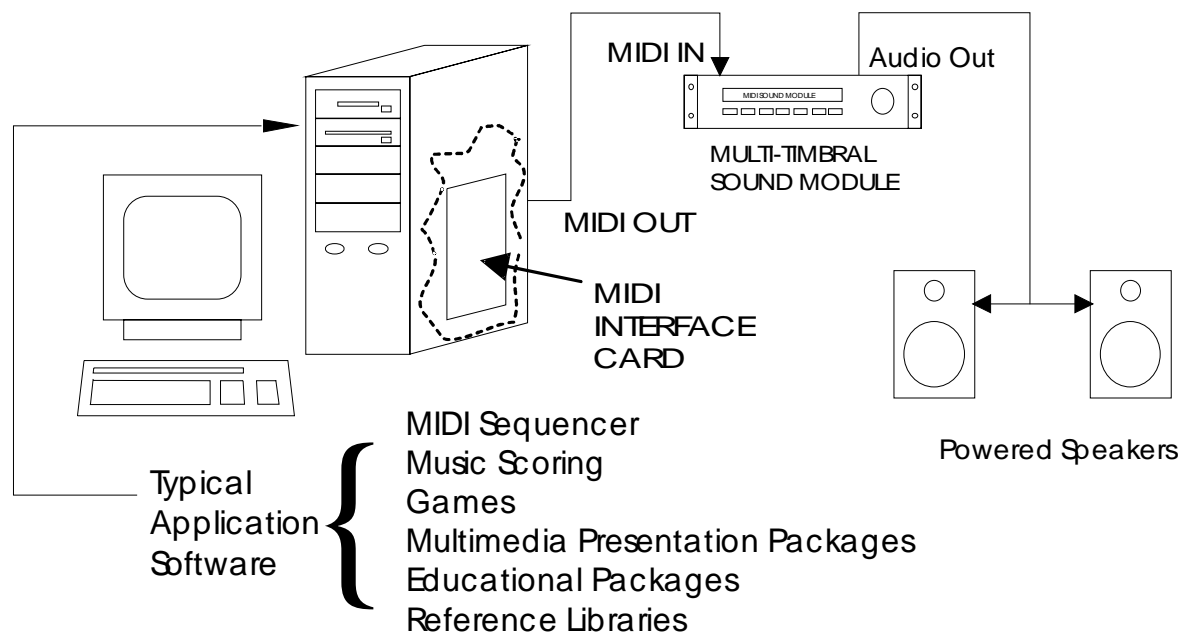 MIDI IN
Audio Out
MIDI SOUND MODULE
MULTI-TIMBRAL
SOUND MODULE
MIDI OUT
MIDI
INTERFACE
CARD
Powered Speakers
Typical
Application
Software
MIDI Sequencer
Music Scoring
Games
Multimedia Presentation Packages
Educational Packages
Reference Libraries